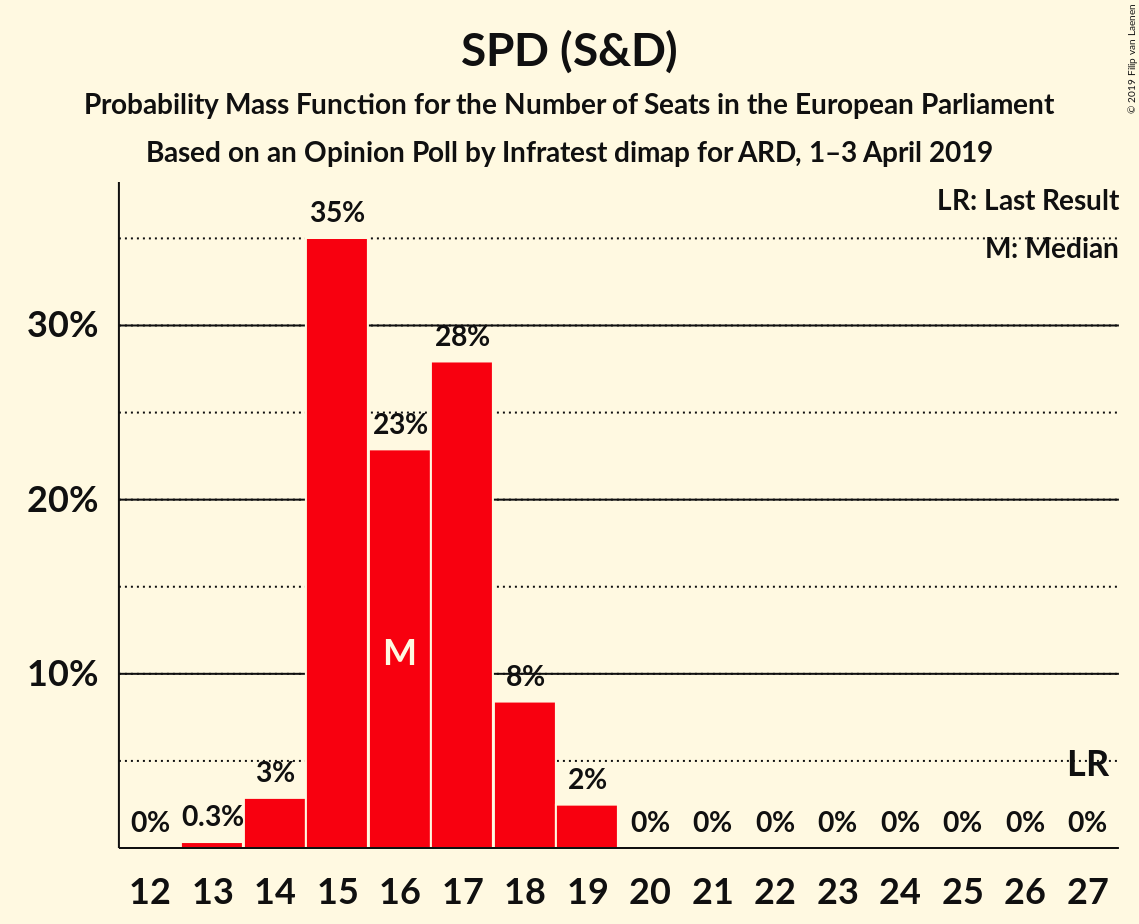 SPD (S&D)
Probability Mass Function for the Number of Seats in the European Parliament
Based on an Opinion Poll by Infratest dimap for ARD, 1–3 April 2019
© 2019 Filip van Laenen
LR: Last Result
M: Median
35%
30%
28%
23%
20%
M
10%
8%
LR
3%
2%
0% 0.3% 0% 0% 0% 0% 0% 0% 0% 0%
12 13 14 15 16 17 18 19 20 21 22 23 24 25 26 27